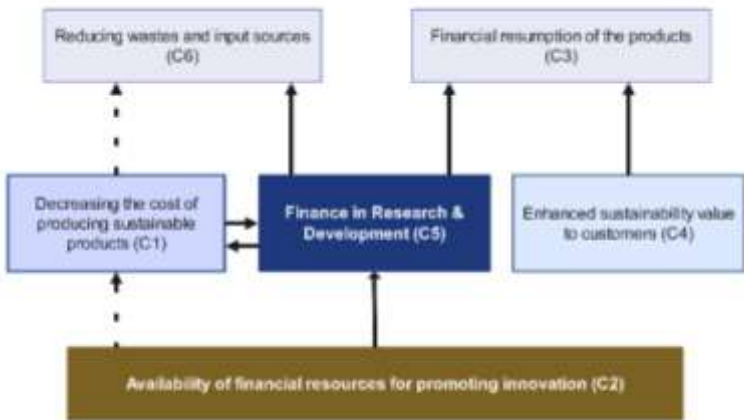 Reducing wastes and input sources
(C6)
Financial resumption of the products
(C3)
Decreasing the cost of
producing sustainable
products (C1)
Finance in Research &
Development (C5)
Enhanced sustainability value
to customers (C4)
Availability of financial resources for promoting innovation (C2)